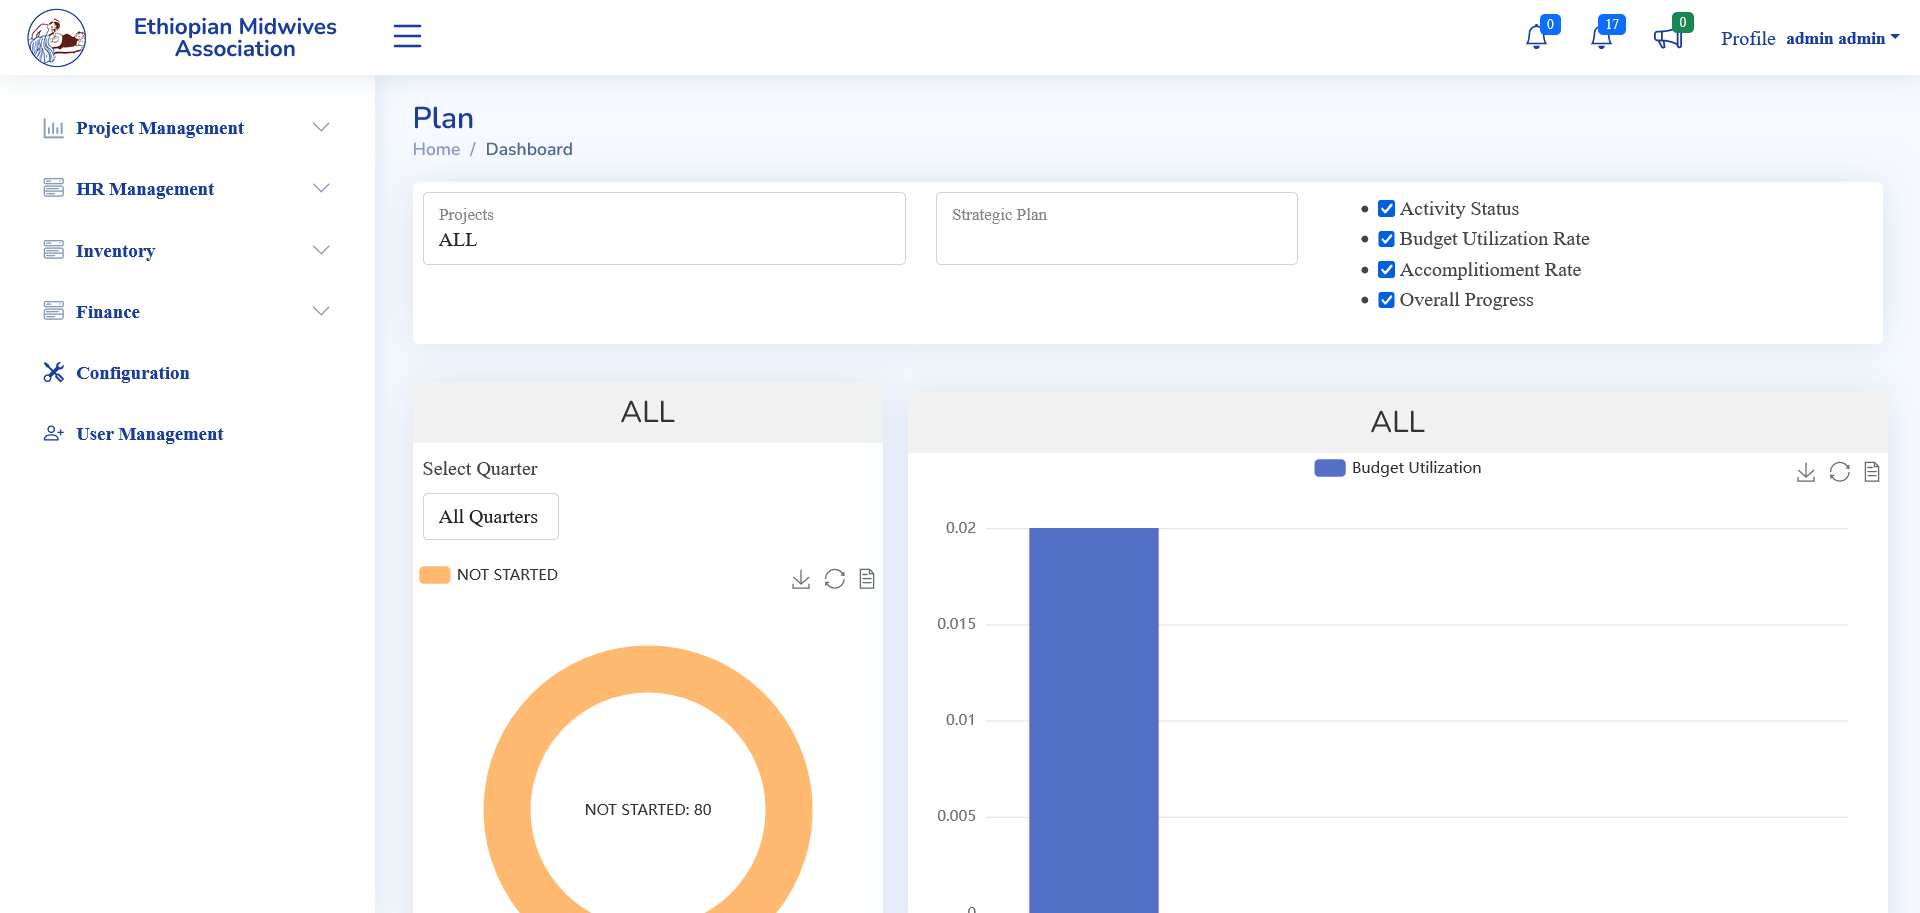 Ethiopian Midwives
Association
0
17
0
Profile admin admin
Project Management
HR Management
Inventory
Finance
Configuration
User Management
Plan
Home / Dashboard
Projects
ALL
Strategic Plan
Activity Status
Budget Utilization Rate
Accomplitioment Rate
Overall Progress
ALL
Select Quarter
All Quarters
NOT STARTED
NOT STARTED: 80
ALL
Budget Utilization
0.02
0.015
0.01
0.005
0